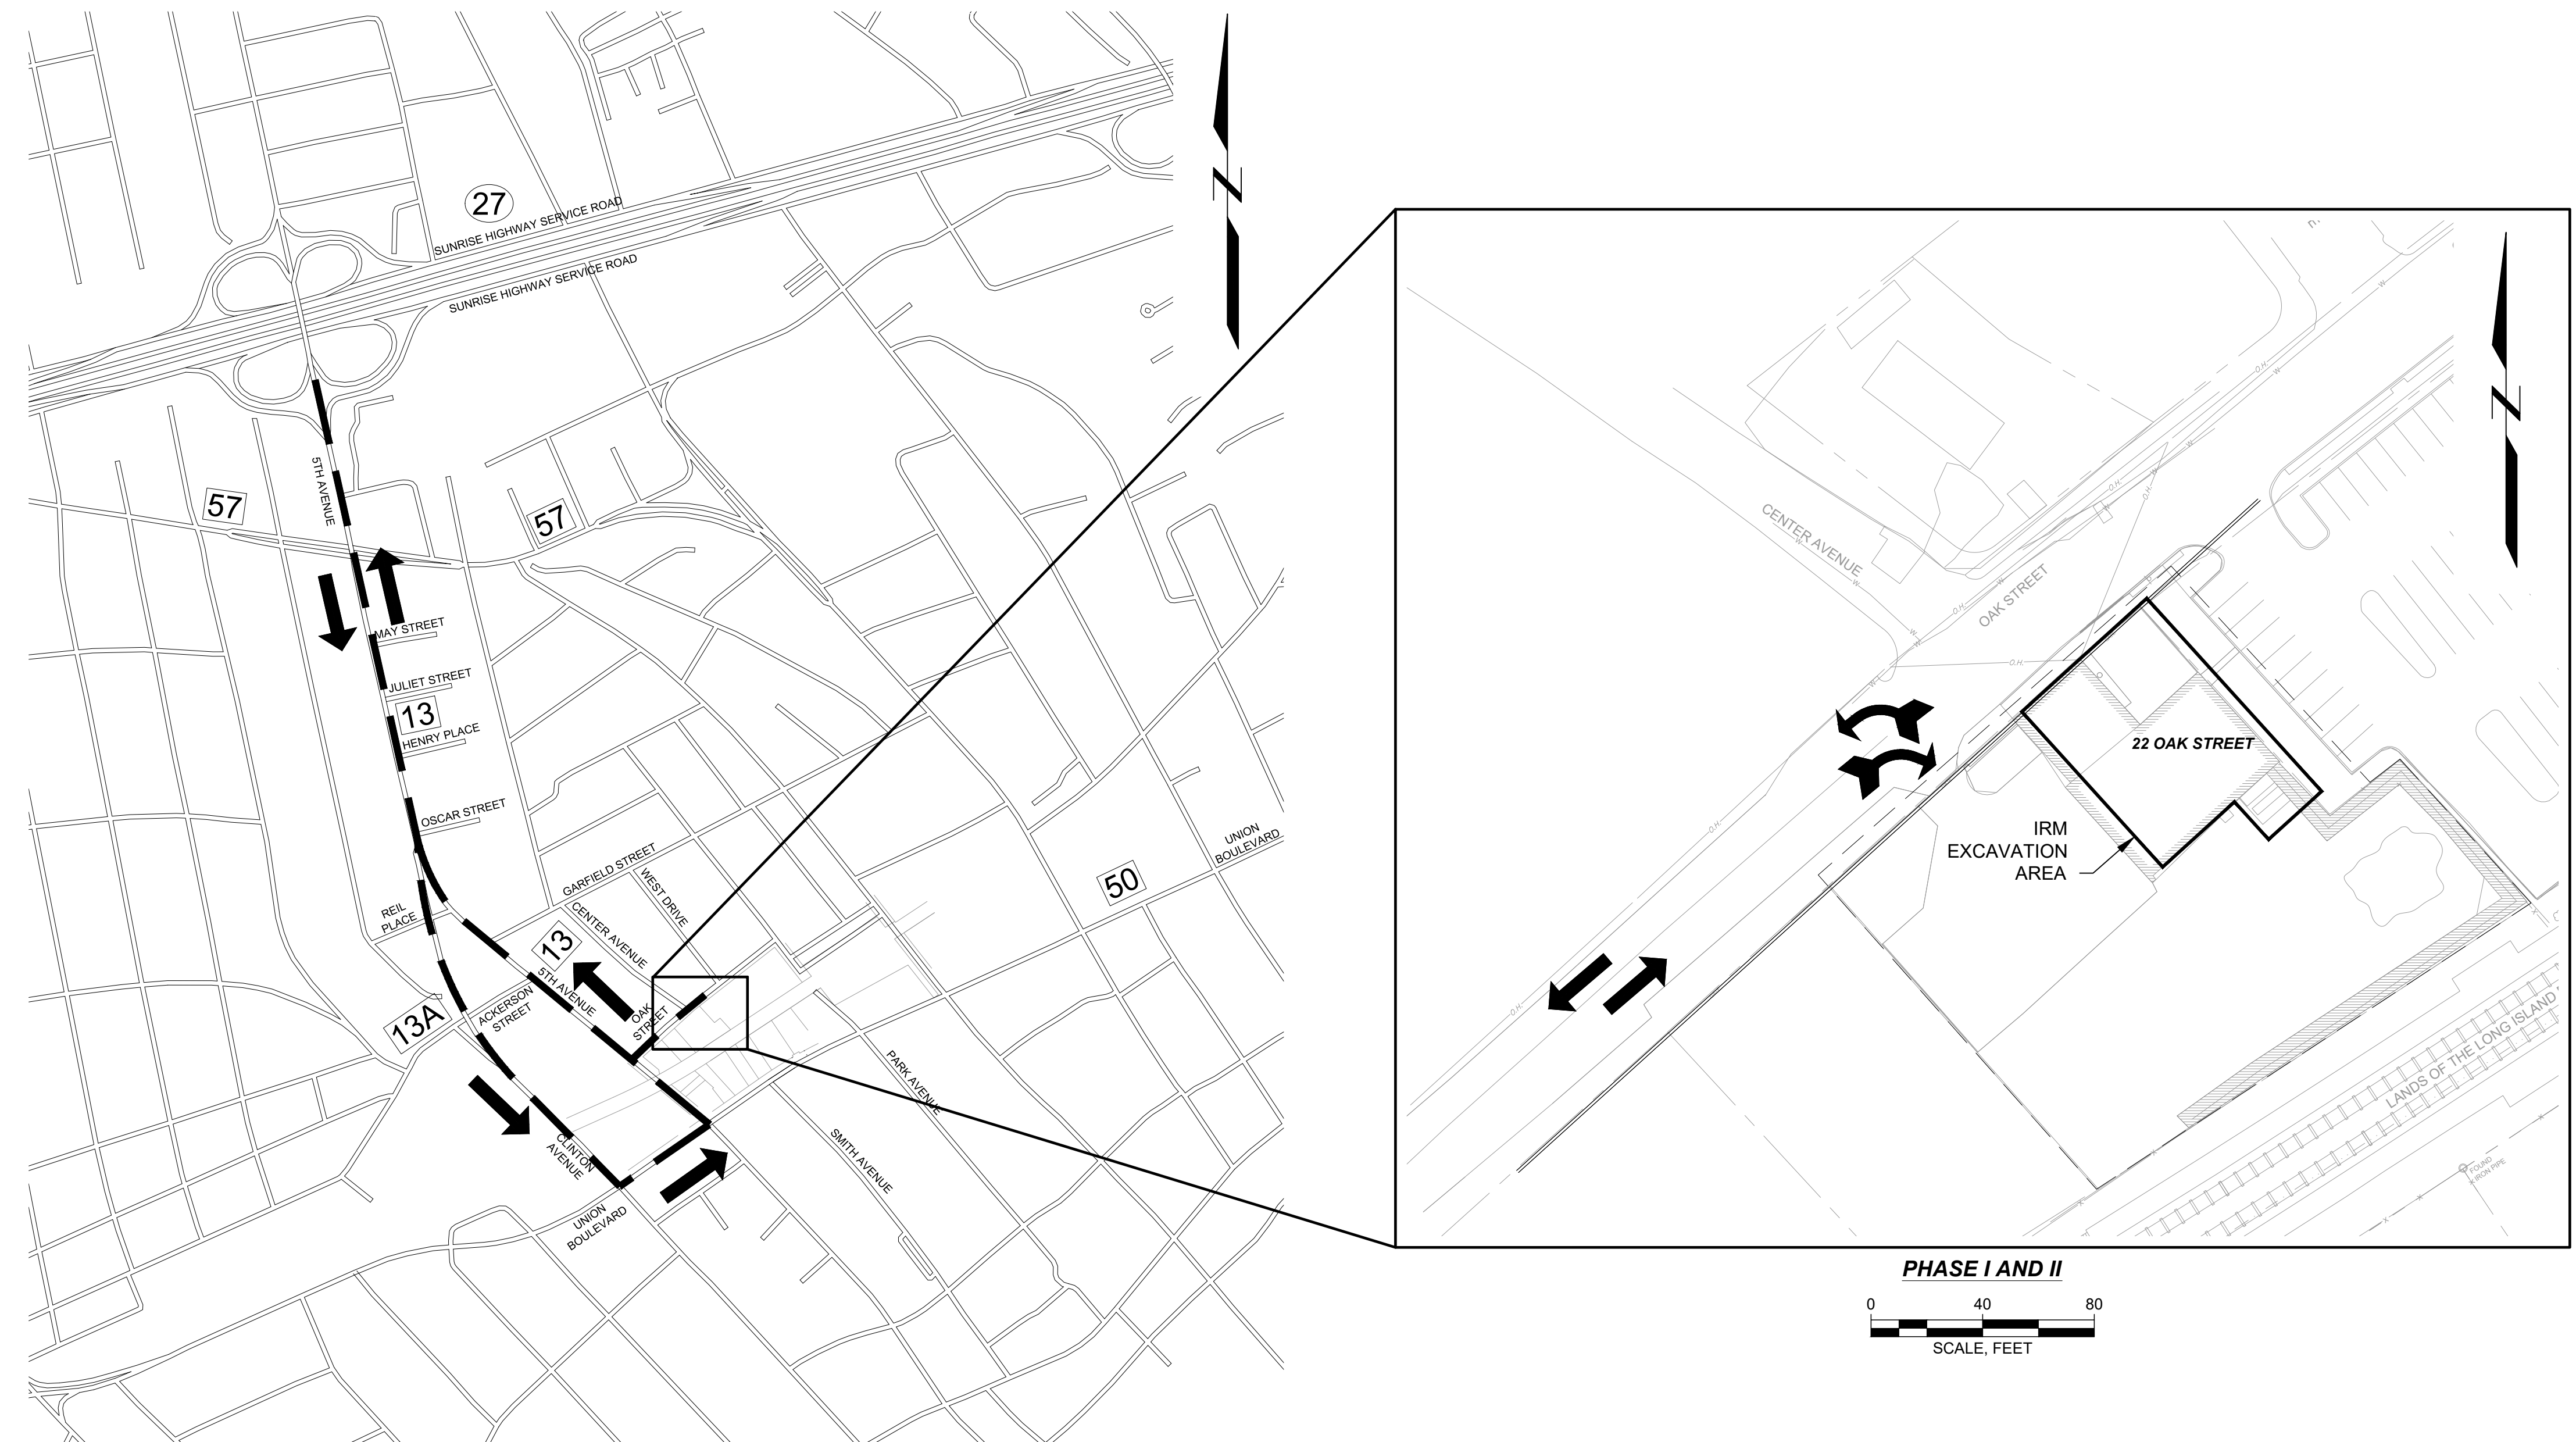 27
SUNRISE HIGHWAY SERVICE ROAD
SUNRISE HIGHWAY SERVICE ROAD
N
5TH AVENUE
57
57
MAY STREET
JULIET STREET
13
HENRY PLACE
OSCAR STREET
GARFIELD STREET
WEST DRIVE
REIL
PLACE
CENTER AVENUE
13
5TH AVENUE
ACKERSON
STREET
13A
OAK
STREET
CLINTON
AVENUE
UNION
BOULEVARD
SMITH AVENUE
PARK AVENUE
50
UNION
BOULEVARD
N
CENTER AVENUE
OAK STREET
W
W
W
W
W
W
W
W
W
W
W
O.H.
O.H.
O.H.
O.H.
O.H.
O.H.
O.H.
22 OAK STREET
IRM
EXCAVATION
AREA
LANDS OF THE LONG ISLAND
FOUND
IRON PIPE
X
X
X
X
X
PHASE I AND II
0 40 80
SCALE, FEET